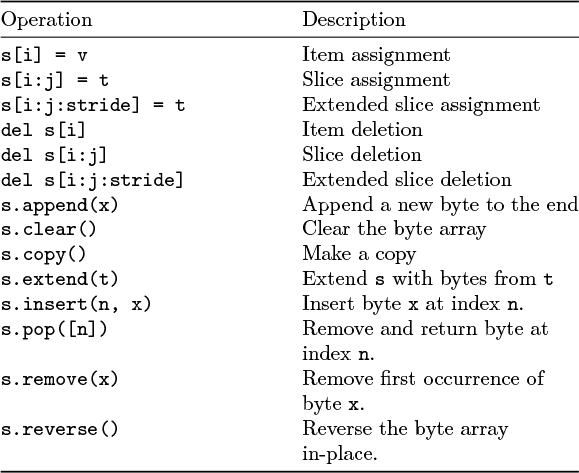 Operation Description
s[i] = v Item assignment
s[i:j] = t Slice assignment
s[i:j:stride] = t Extended slice assignment
del s[i] Item deletion
del s[i:j] Slice deletion
del s[i:j:stride] Extended slice deletion
s.append(x) Append a new byte to the end
s.clear() Clear the byte array
s.copy() Make a copy
s.extend(t) Extend s with bytes from t
s.insert(n, x) Insert byte x at index n.
s.pop([n]) Remove and return byte at
index n.
s.remove(x) Remove first occurrence of
byte x.
s.reverse() Reverse the byte array
in-place.